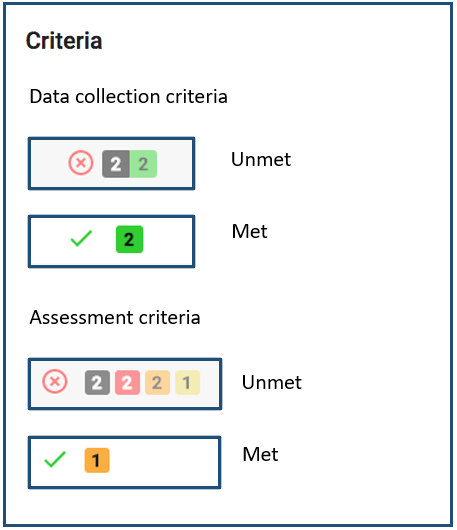 Criteria
Data collection criteria
2 2 Unmet
2 Met
Assessment criteria
2 2 2 1 Unmet
1 Met